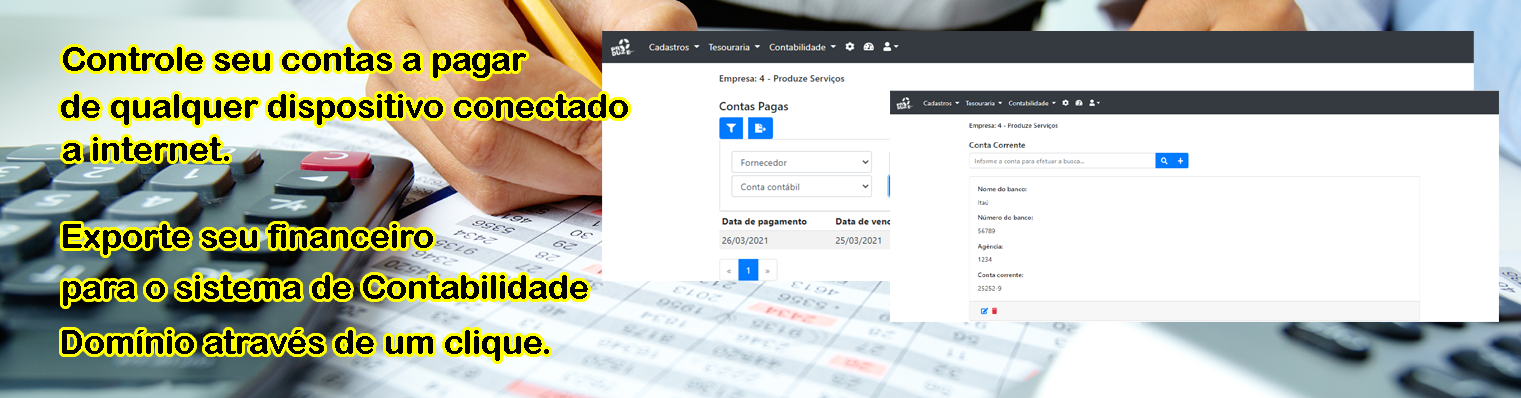 Controle seu contas a pagar
de qualquer dispositivo conectado
a internet.
Exporte seu financeiro
para o sistema de Contabilidade
Domínio através de um clique.
Cadastros Tesouraria Contabilidade
Empresa: 4 - Produze Serviços
Contas Pagas
Fornecedor
Conta contábil
Data de pagamento Data de venc
26/03/2021 25/03/2021
« 1 »
Cadastros Tesouraria Contabilidade
Empresa: 4 - Produze Serviços
Conta Corrente
Informe a conta para efetuar a busca...
Nome do banco:
Itaú
Número do banco:
56789
Agência:
1234
Conta corrente:
25252-9